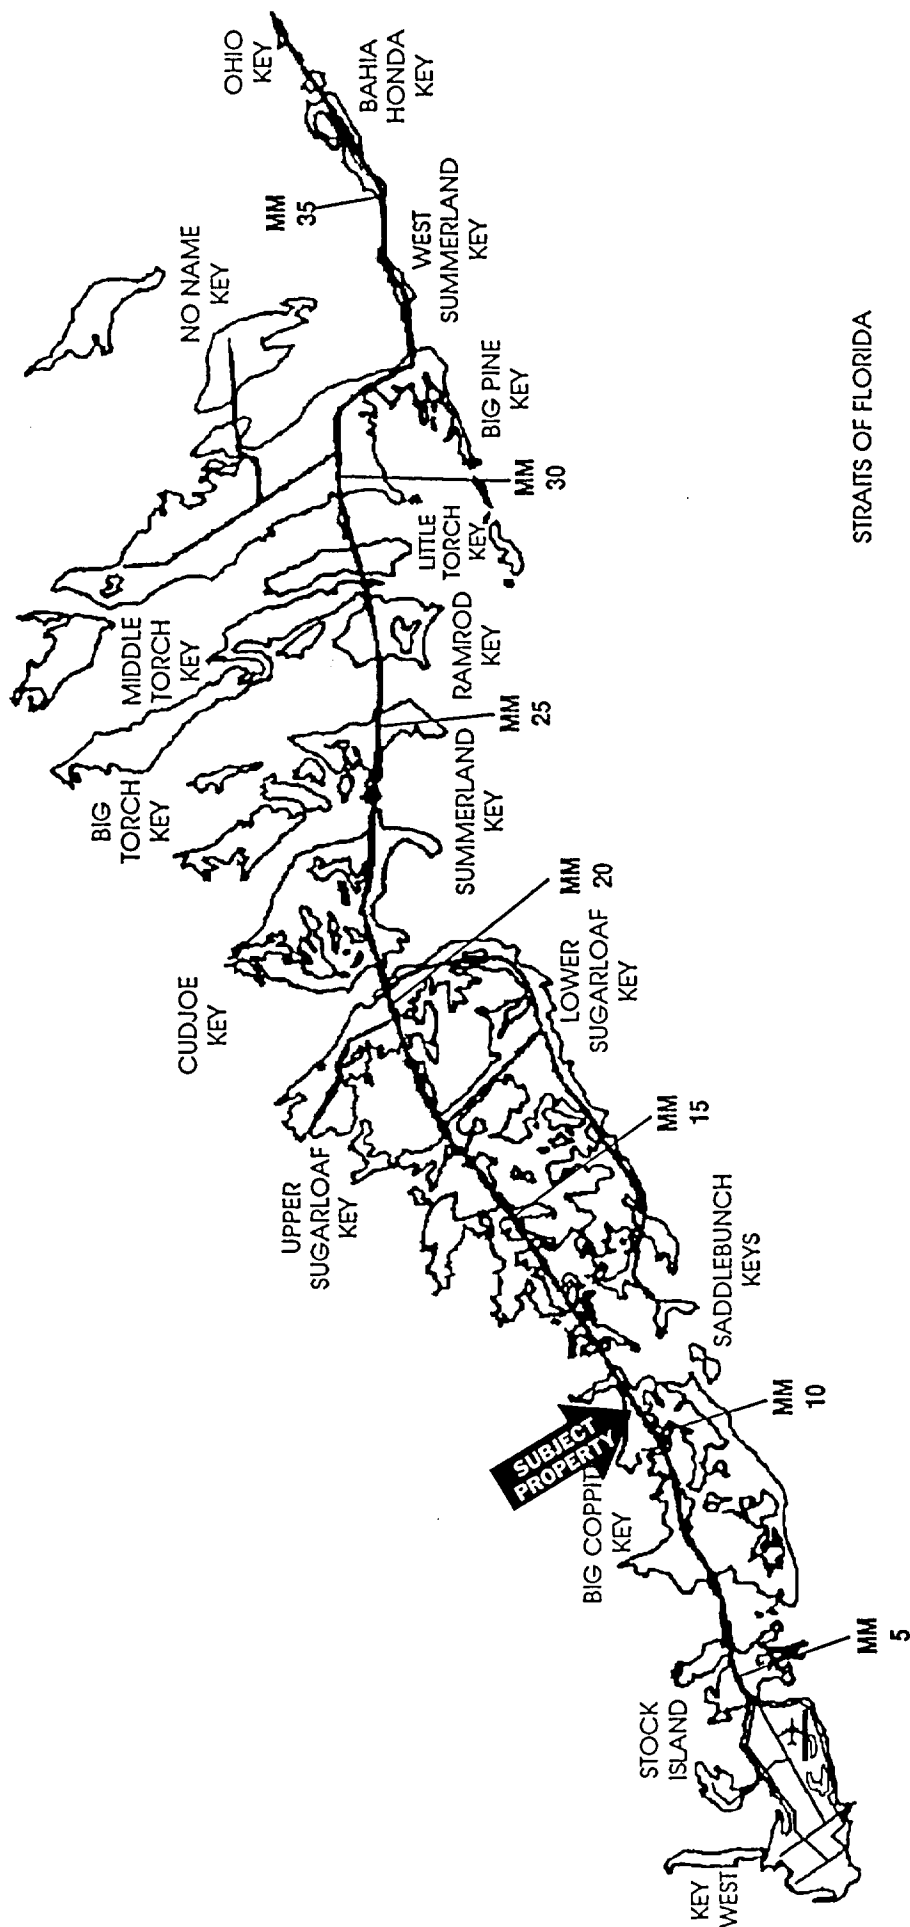 OHIO
KEY
BAHIA
HONDA
KEY
MM
35
NO NAME
KEY
WEST
SUMMERLAND
KEY
BIG PINE
KEY
MM
30
LITTLE
TORCH
KEY
MIDDLE
TORCH
KEY
RAMROD
KEY
MM
25
BIG
TORCH
KEY
SUMMERLAND
KEY
MM
20
CUDJOE
KEY
LOWER
SUGARLOAF
KEY
MM
15
UPPER
SUGARLOAF
KEY
SADDLEBUNCH
KEYS
MM
10
SUBJECT
PROPERTY
BIG COPPIT
KEY
MM
5
STOCK
ISLAND
KEY
WEST
STRAITS OF FLORIDA